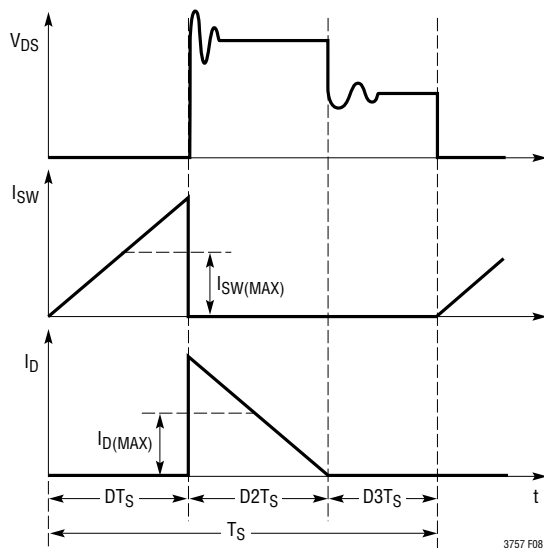 VDS
ISW
ISW(MAX)
ID
ID(MAX)
DTS
D2TS
D3TS
t
TS
3757 F08